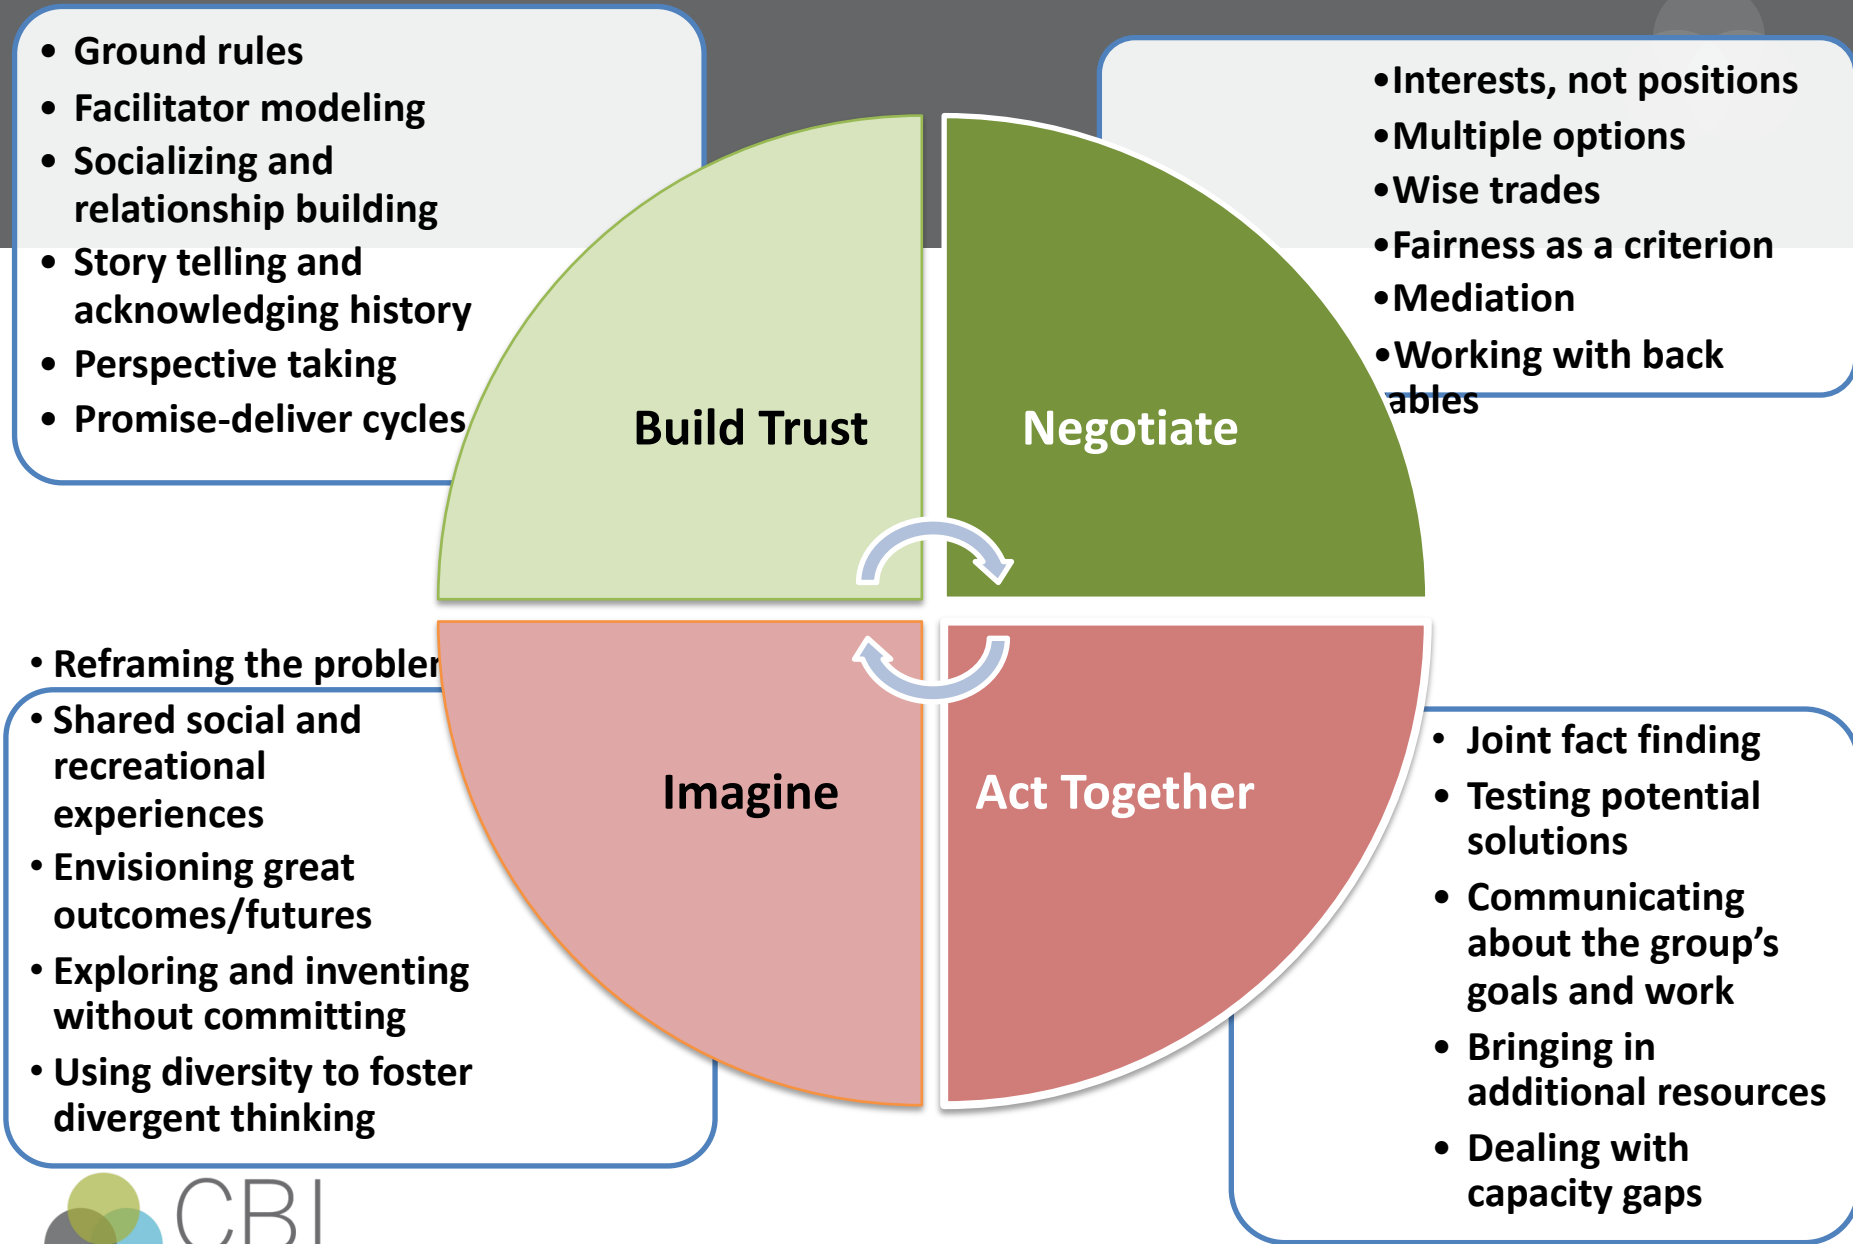 • Ground rules
• Facilitator modeling
• Socializing and
relationship building
• Story telling and
acknowledging history
• Perspective taking
• Promise-deliver cycles
•Interests, not positions
•Multiple options
•Wise trades
•Fairness as a criterion
•Mediation
•Working with back
ables
Build Trust
Negotiate
Imagine
Act Together
• Reframing the
• Shared social and
recreational
experiences
• Envisioning great
outcomes/futures
• Exploring and inventing
without committing
• Using diversity to foster
divergent thinking
• Joint fact finding
• Testing potential
solutions
• Communicating
about the group’s
goals and work
• Bringing in
additional resources
• Dealing with
capacity gaps
CBI